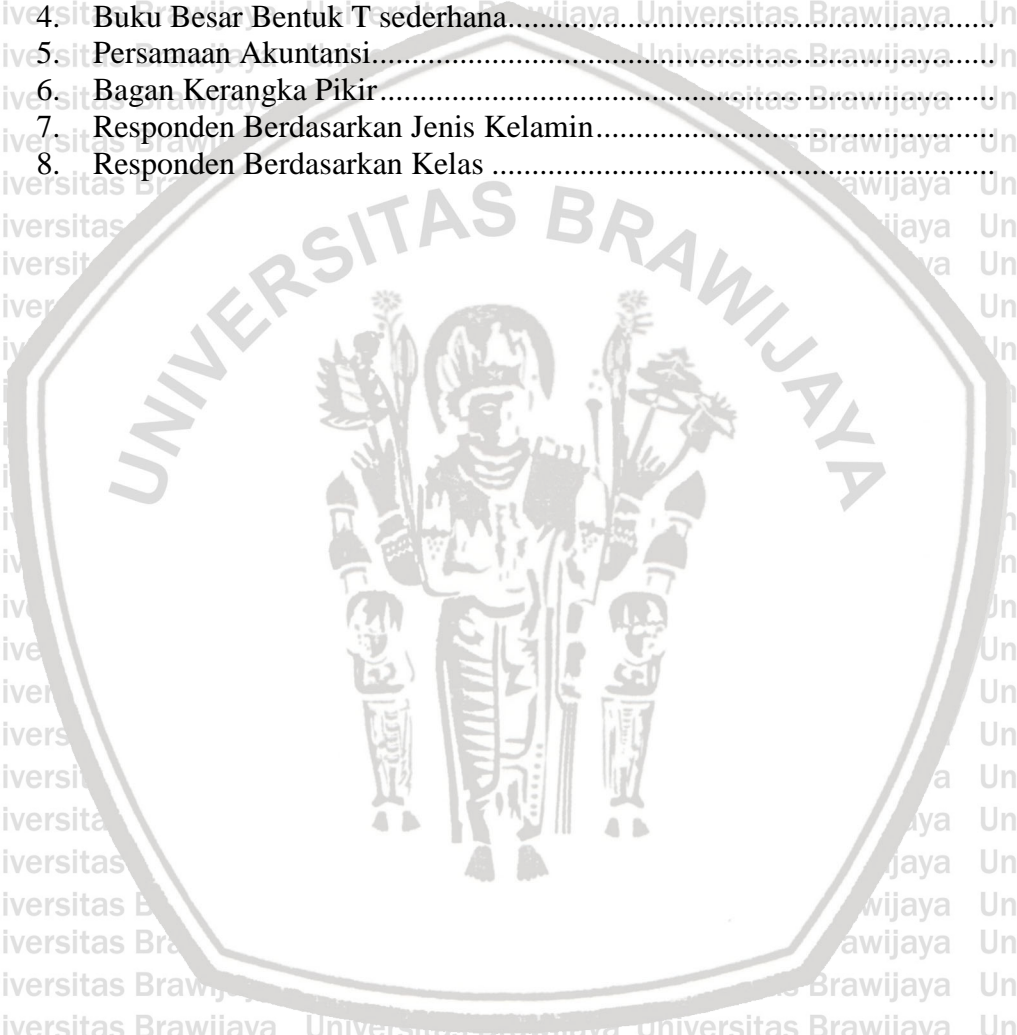 4. Buku Besar Bentuk T sederhana..............................................................
5. Persamaan Akuntansi..............................................................................
6. Bagan Kerangka Pikir.............................................................................
7. Responden Berdasarkan Jenis Kelamin..................................................
8. Responden Berdasarkan Kelas ...............................................................
UNIVERSITAS BRAWIJAYA